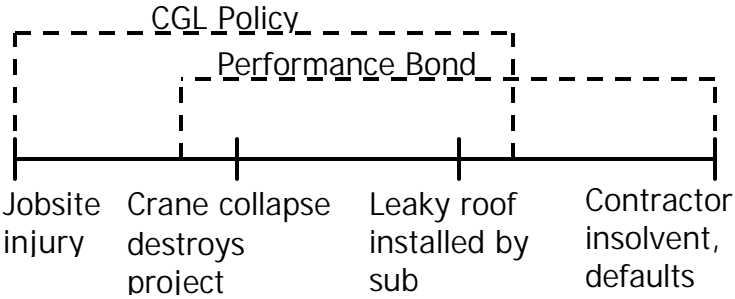 CGL Policy
Performance Bond
Jobsite
injury
Crane collapse
destroys
project
Leaky roof
installed by
sub
Contractor
insolvent,
defaults